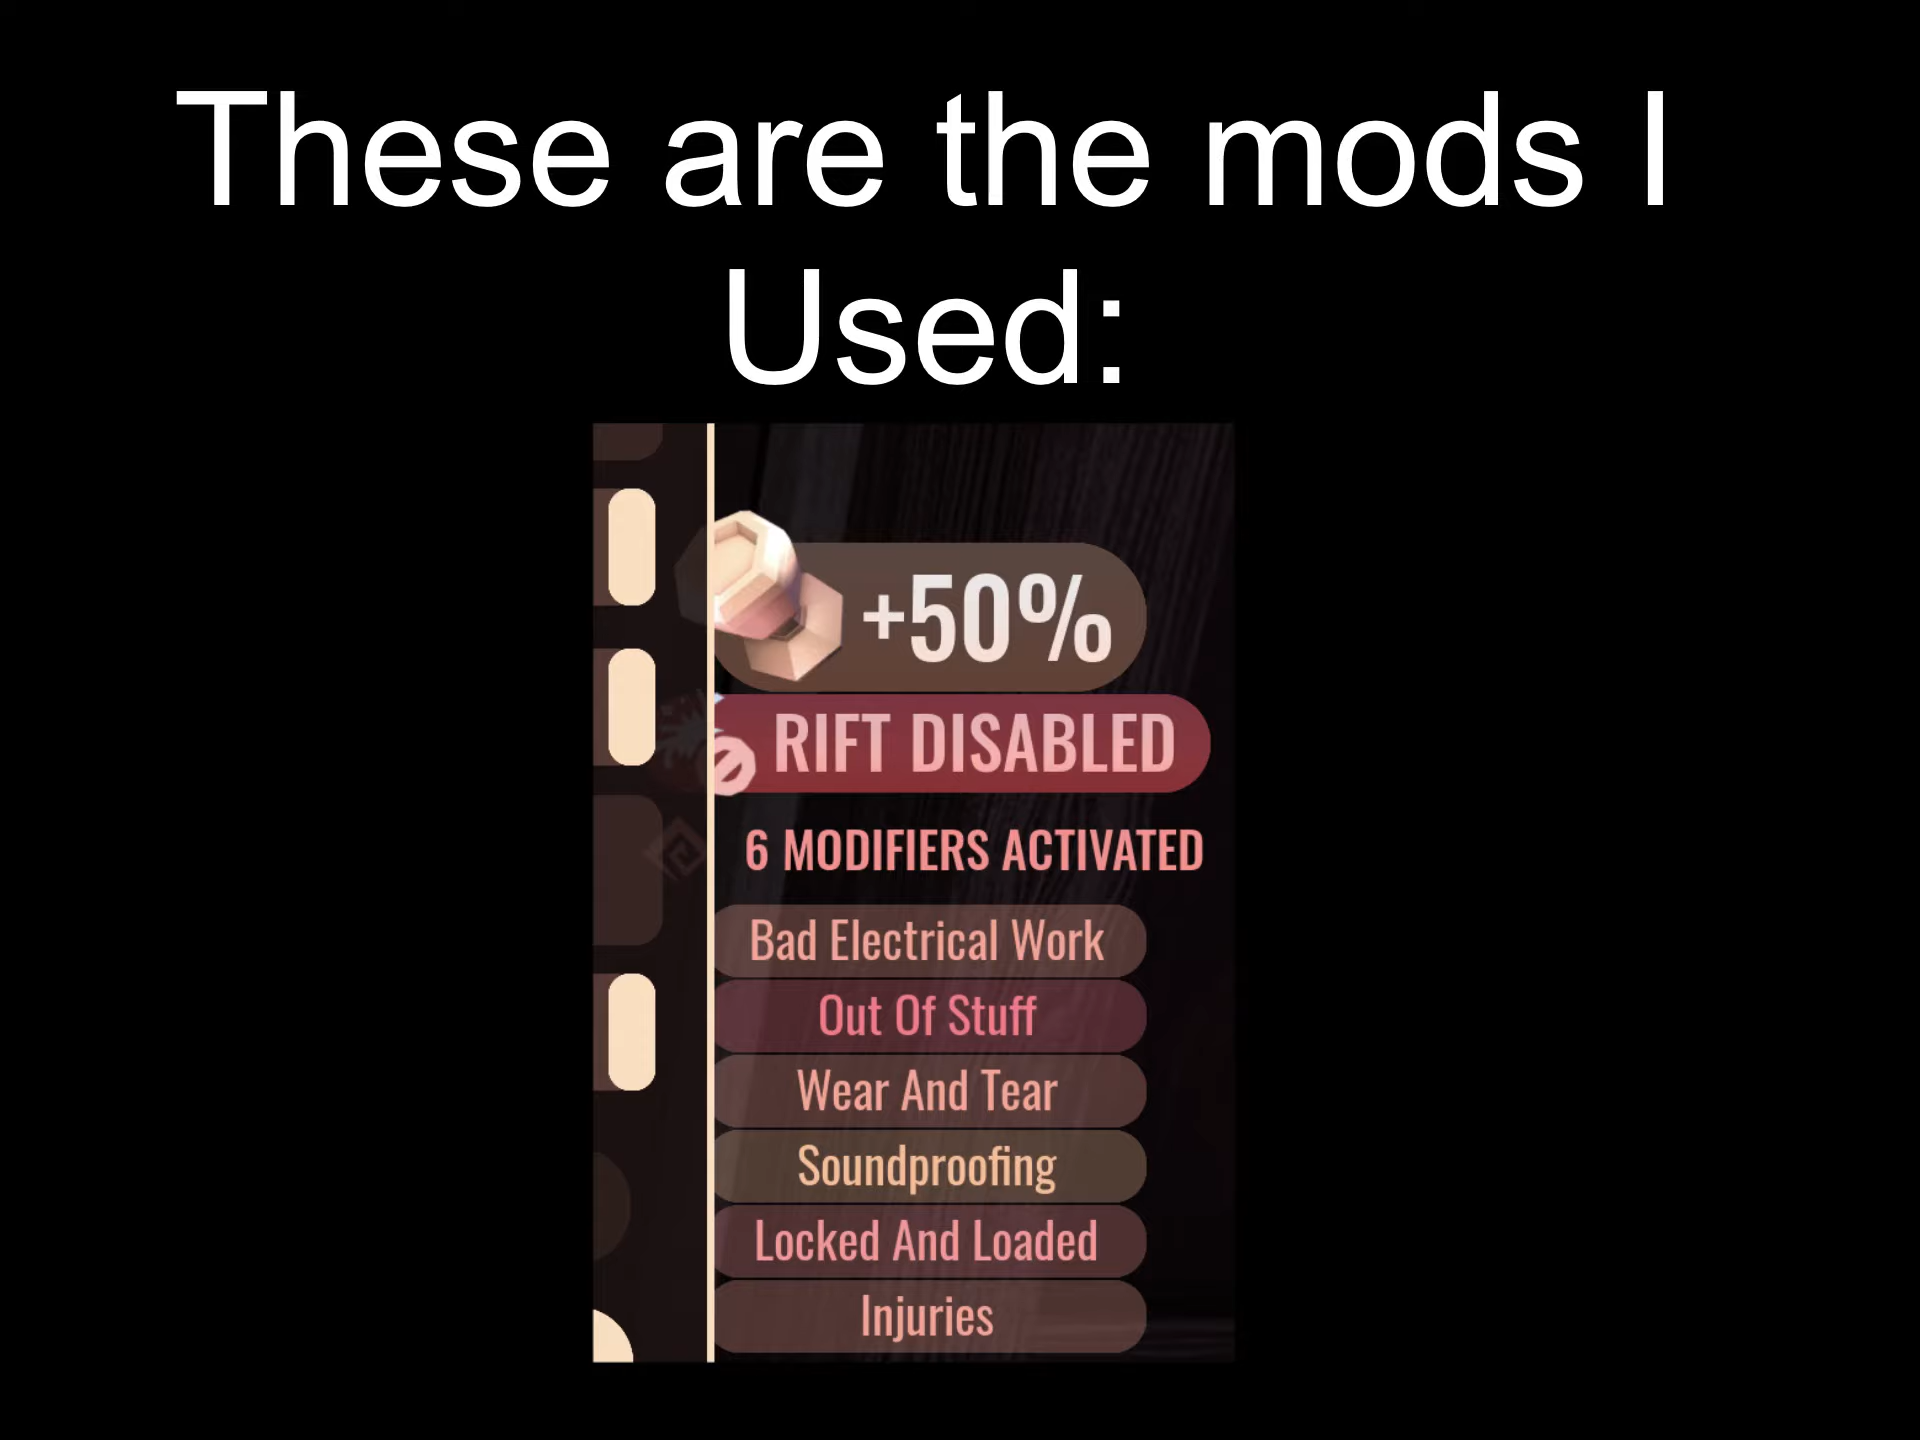 These are the mods I
Used:
+50%
RIFT DISABLED
6 MODIFIERS ACTIVATED
Bad Electrical Work
Out Of Stuff
Wear And Tear
Soundproofing
Locked And Loaded
Injuries